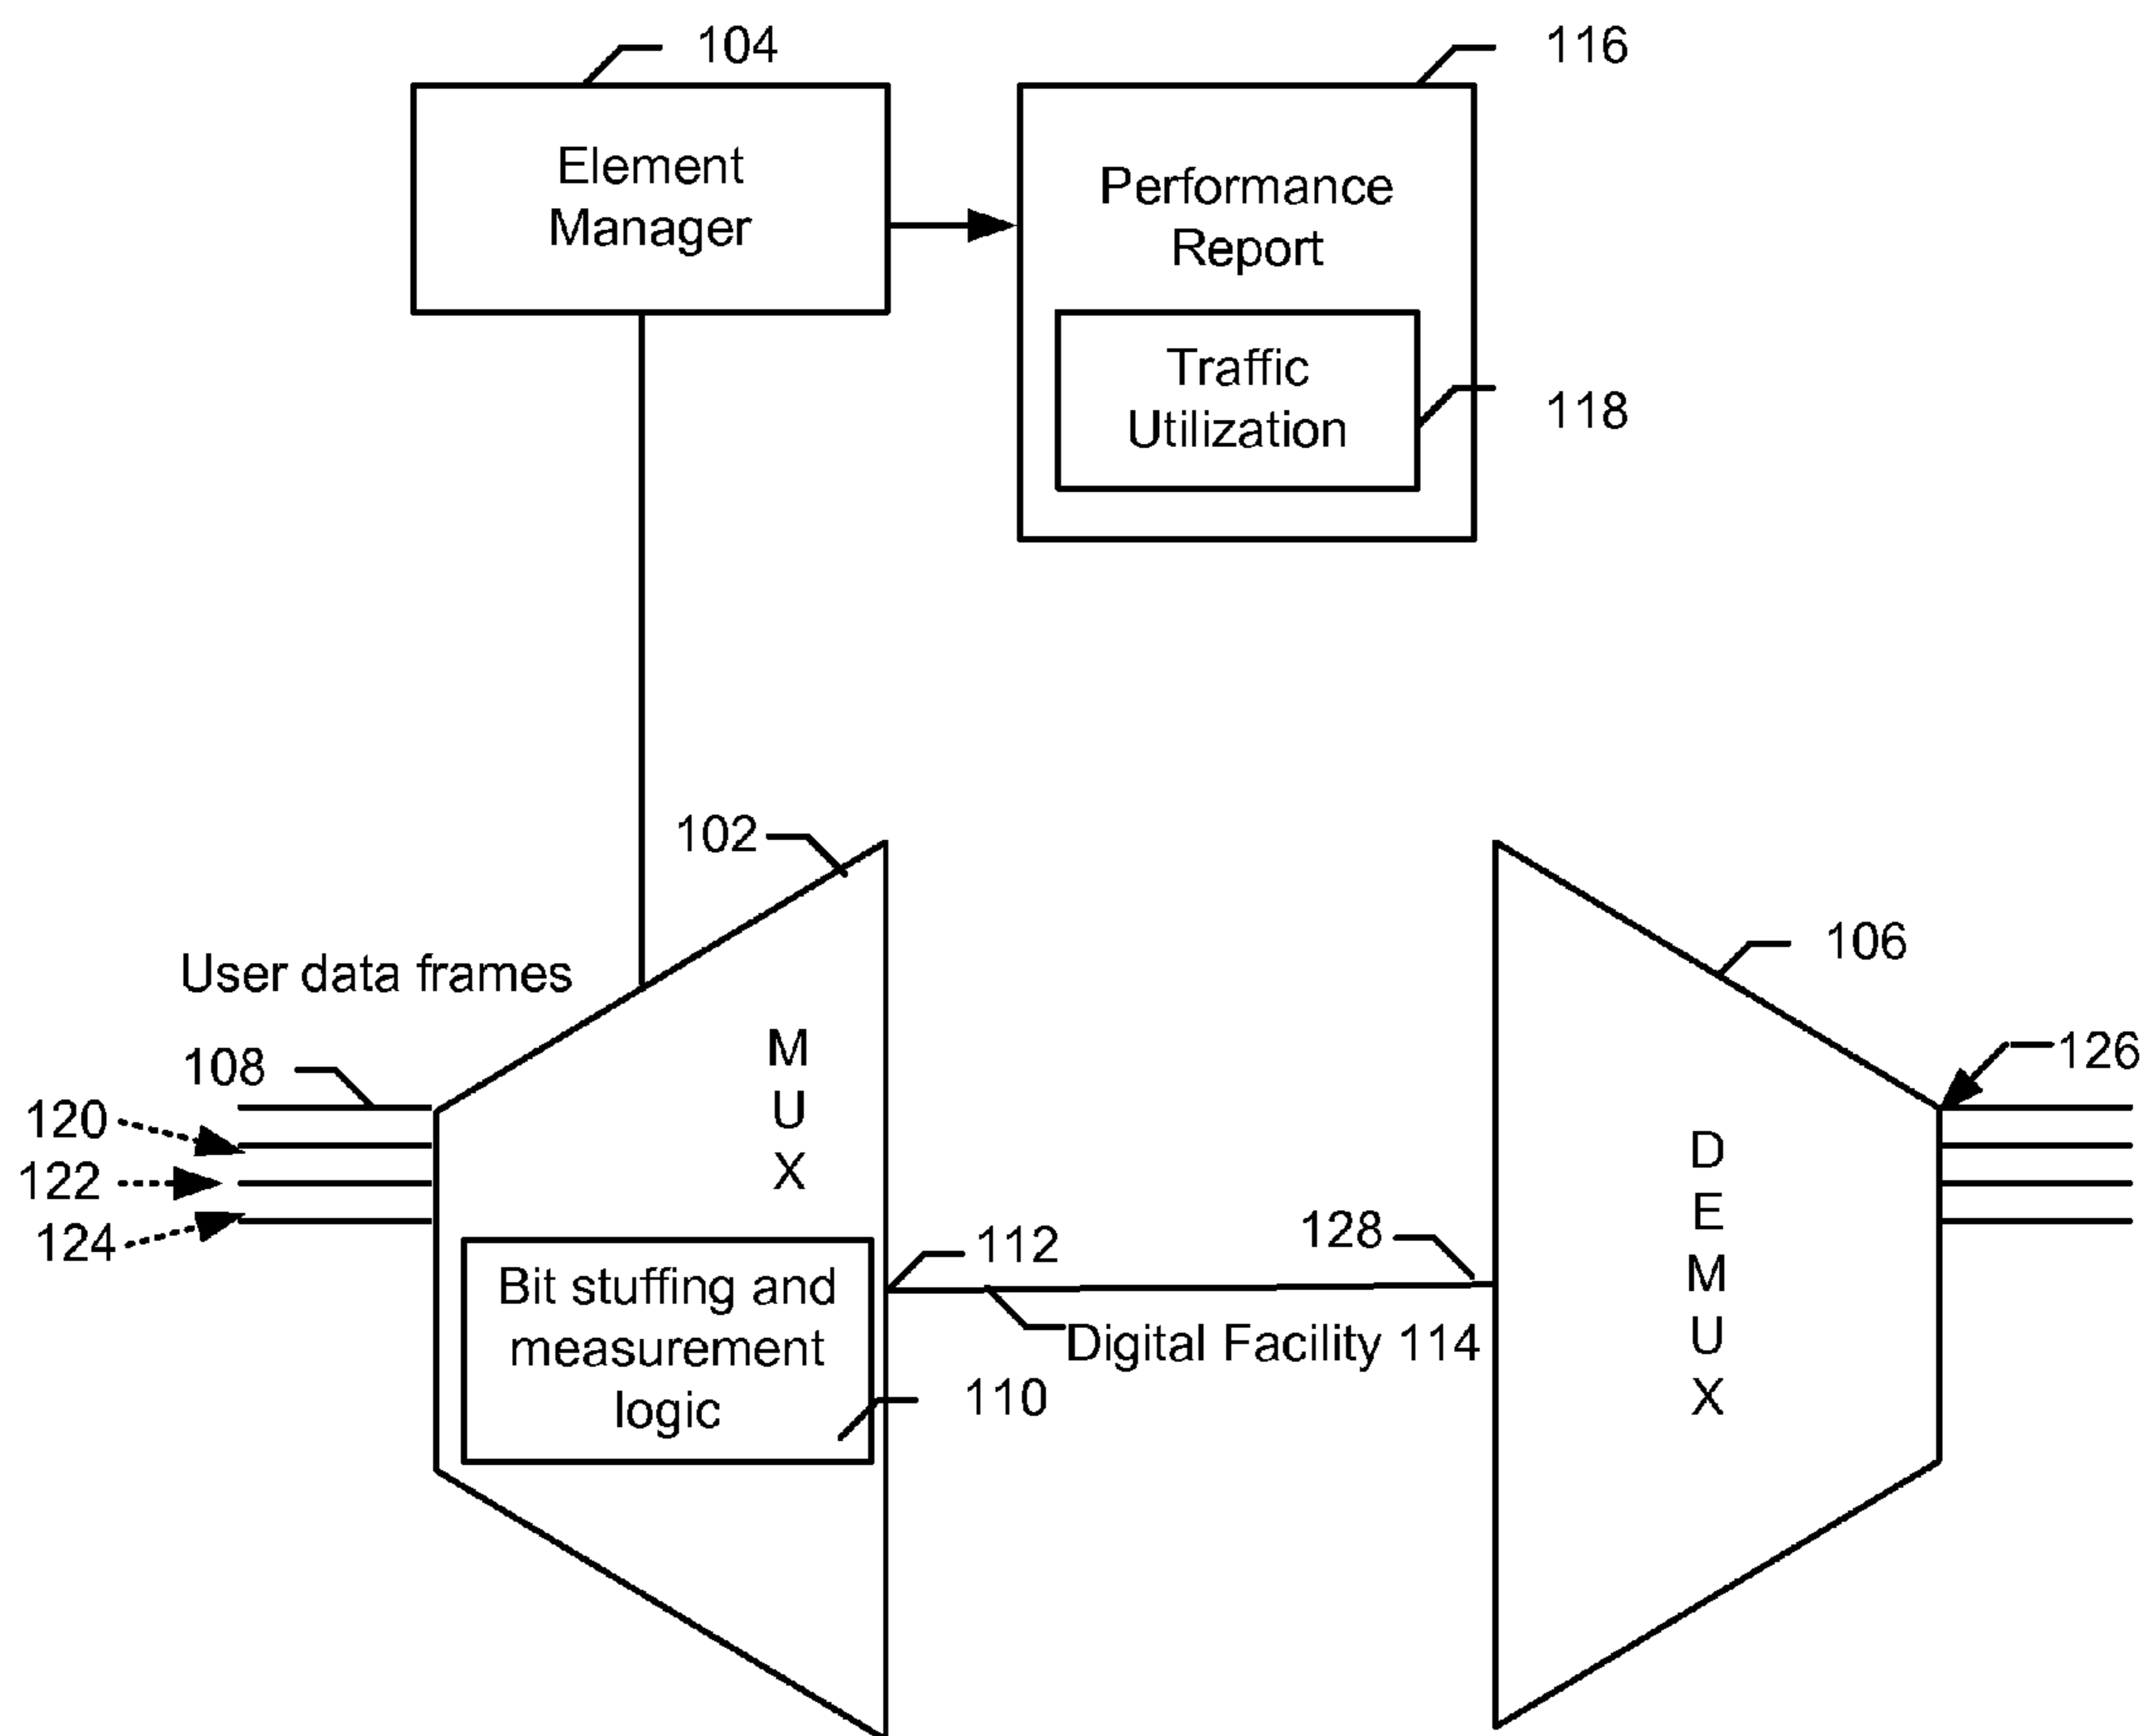 104
116
Element
Manager
Performance
Report
Traffic
Utilization
118
102
User data frames
106
108
126
120
122
124
M
U
X
D
E
M
U
X
112
128
Bit stuffing and
measurement
logic
Digital Facility 114
110